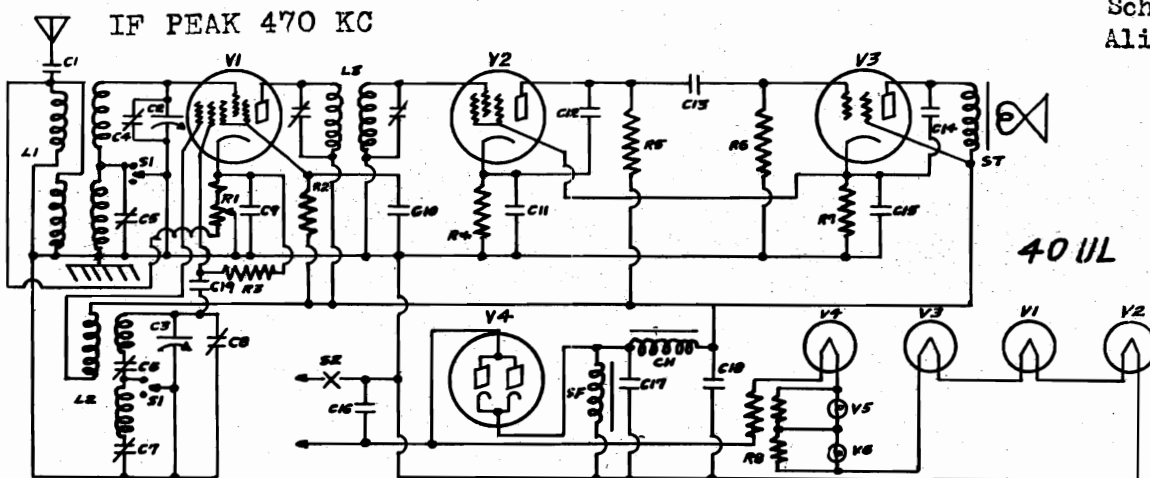 IF PEAK 470 KC
Sch
Ali
C1
V1
L3
V2
C13
V3
C2
C4
C12
C14
L1
S1
R5
R6
ST
C5
R1
C9
R2
C10
R4
C11
R7
C15
C19
R3
C3
C8
V4
V4
V3
V1
V2
S2
CH
C6
L2
S1
C16
SF
C17
C18
V5
C7
R8
V6